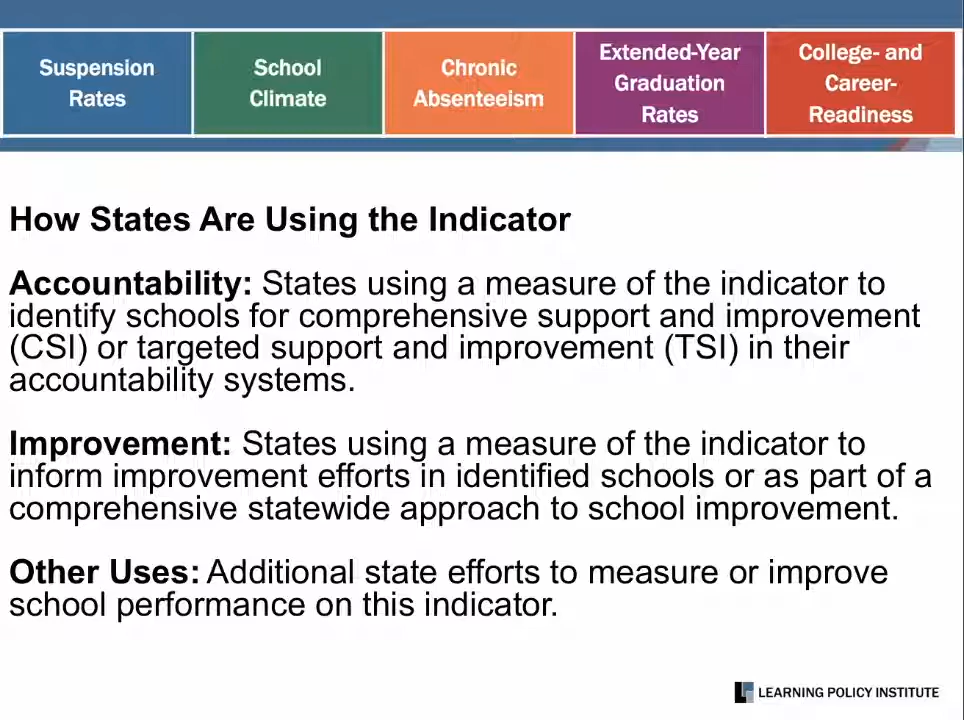 Suspension
Rates
School
Climate
Chronic
Absenteeism
Extended-Year
Graduation
Rates
College- and
Career-
Readiness
How States Are Using the Indicator
Accountability: States using a measure of the indicator to
identify schools for comprehensive support and improvement
(CSI) or targeted support and improvement (TSI) in their
accountability systems.
Improvement: States using a measure of the indicator to
inform improvement efforts in identified schools or as part of a
comprehensive statewide approach to school improvement.
Other Uses: Additional state efforts to measure or improve
school performance on this indicator.
LEARNING POLICY INSTITUTE